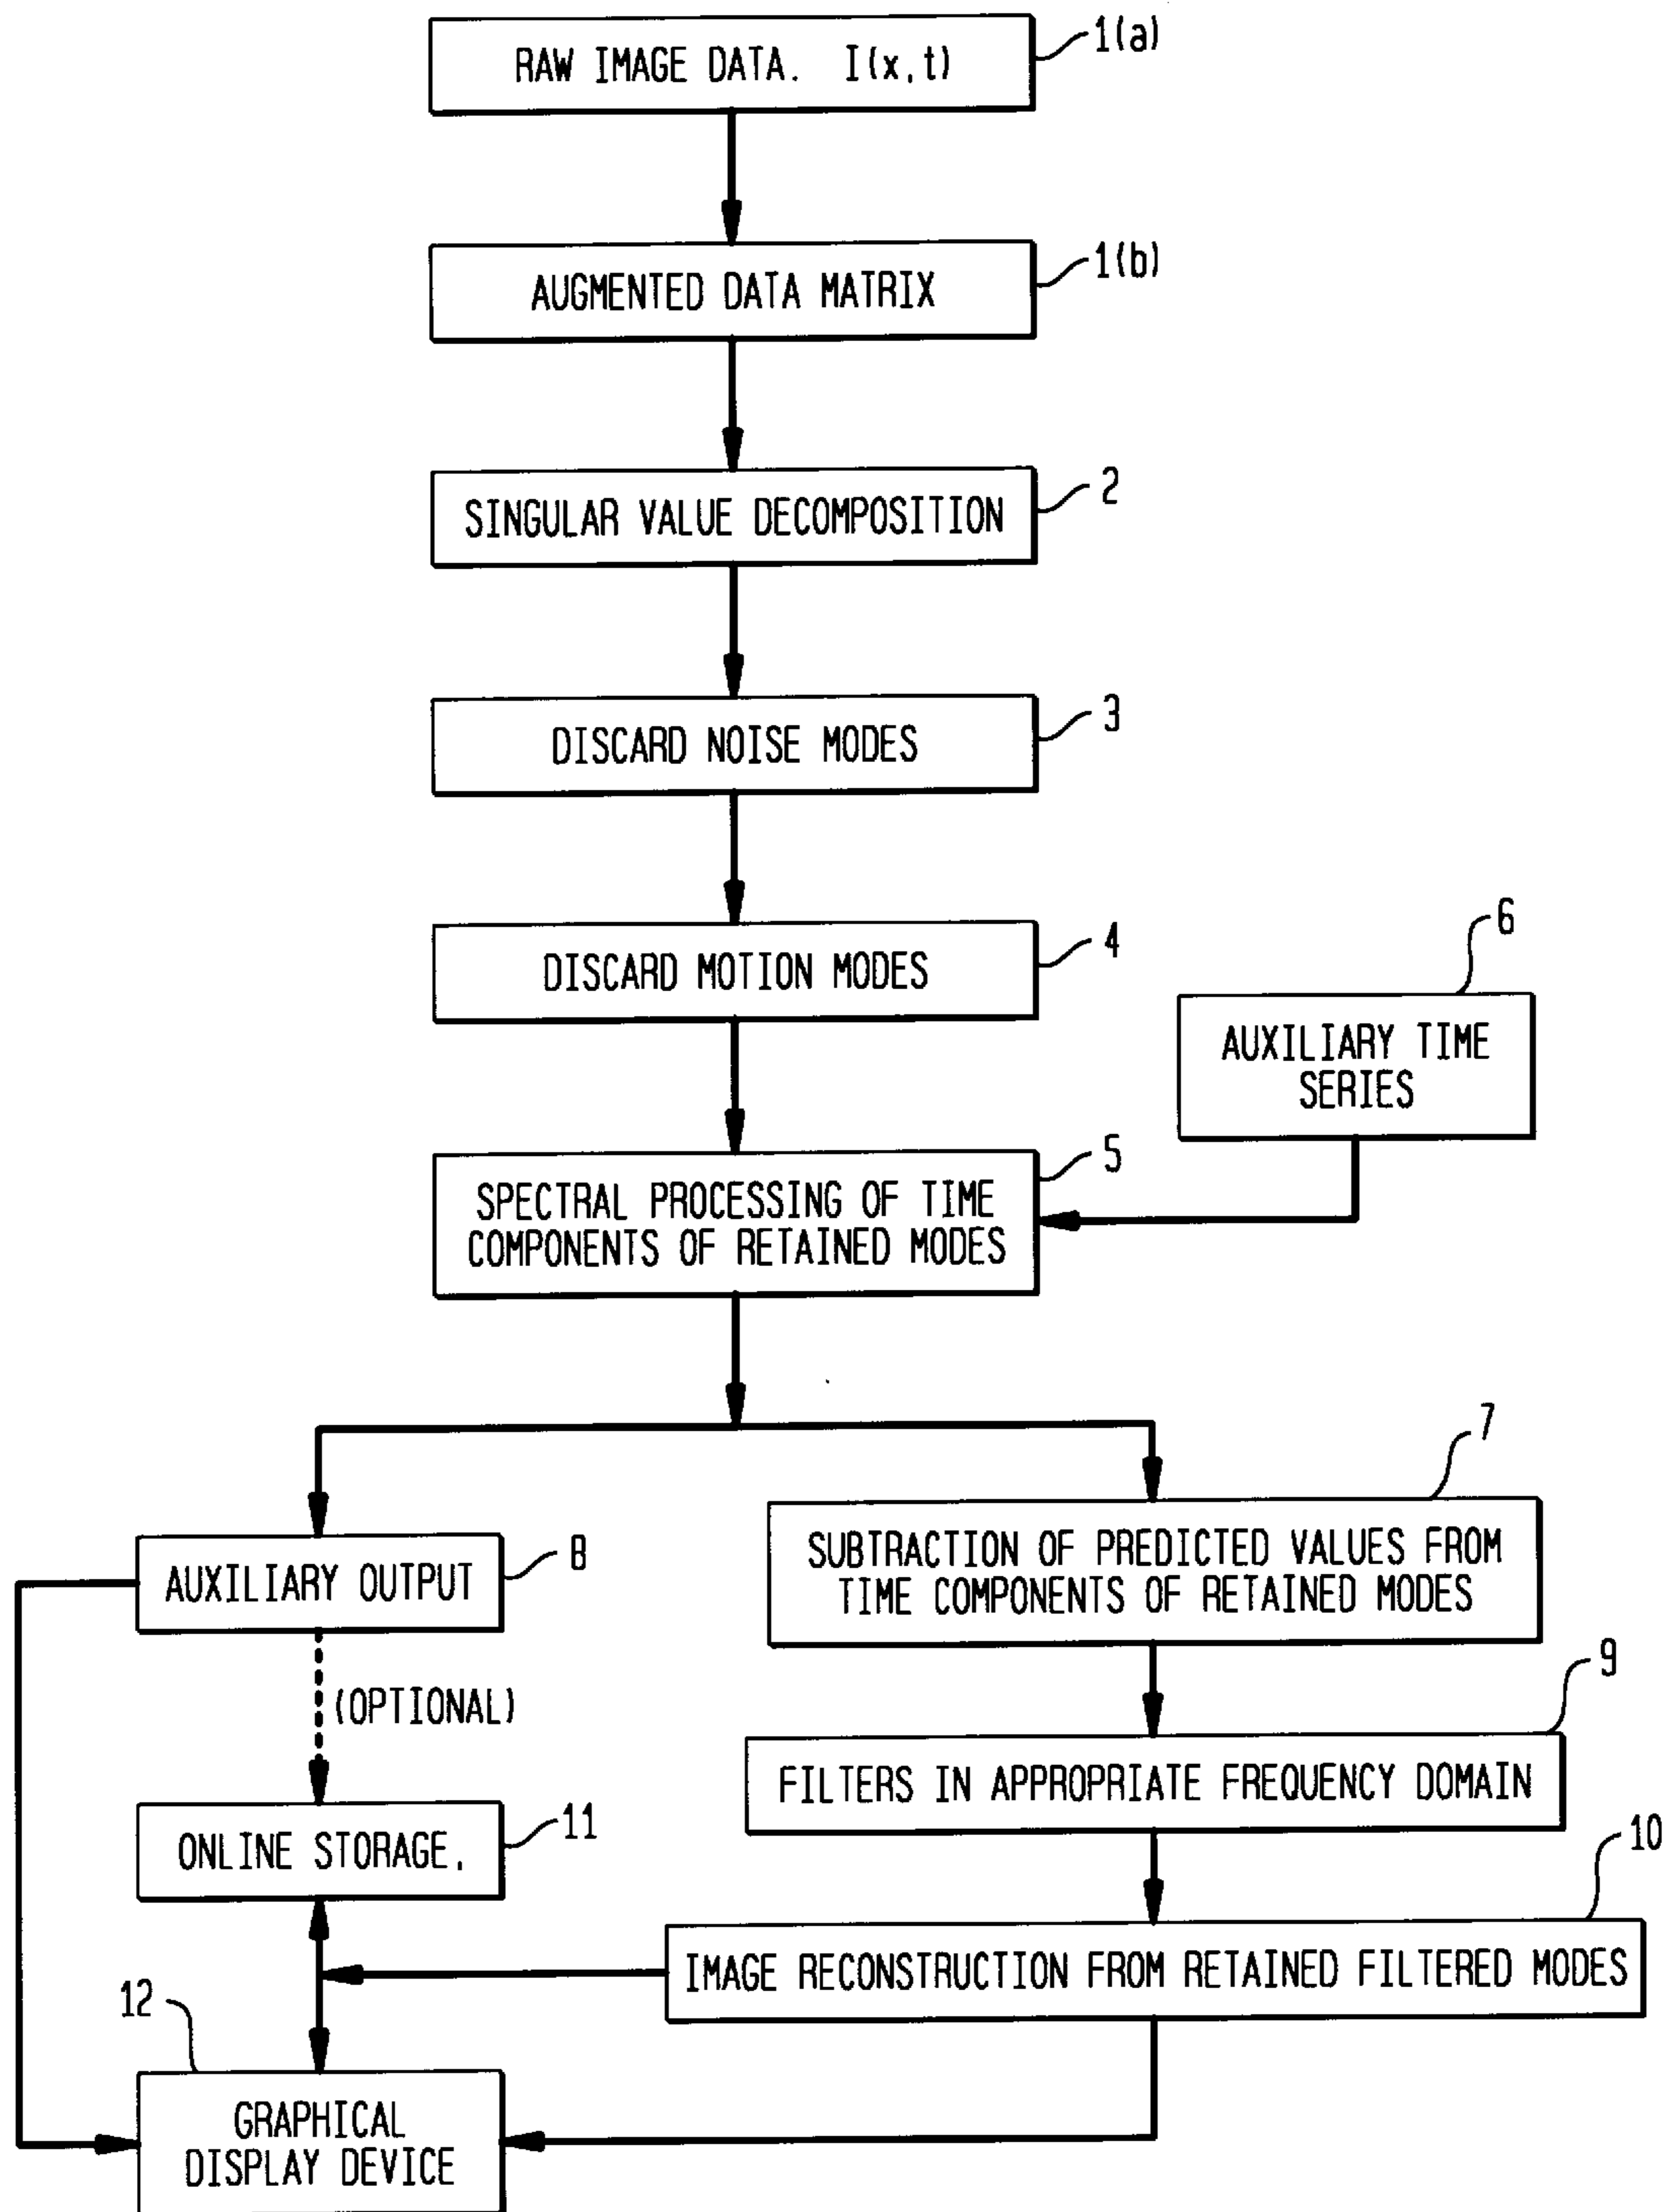 RAW IMAGE DATA. I(x,t)
1(a)
AUGMENTED DATA MATRIX
1(b)
SINGULAR VALUE DECOMPOSITION
2
DISCARD NOISE MODES
3
DISCARD MOTION MODES
4
6
AUXILIARY TIME
SERIES
5
SPECTRAL PROCESSING OF TIME
COMPONENTS OF RETAINED MODES
7
SUBTRACTION OF PREDICTED VALUES FROM
TIME COMPONENTS OF RETAINED MODES
AUXILIARY OUTPUT
8
(OPTIONAL)
9
FILTERS IN APPROPRIATE FREQUENCY DOMAIN
ONLINE STORAGE.
11
10
IMAGE RECONSTRUCTION FROM RETAINED FILTERED MODES
12
GRAPHICAL
DISPLAY DEVICE